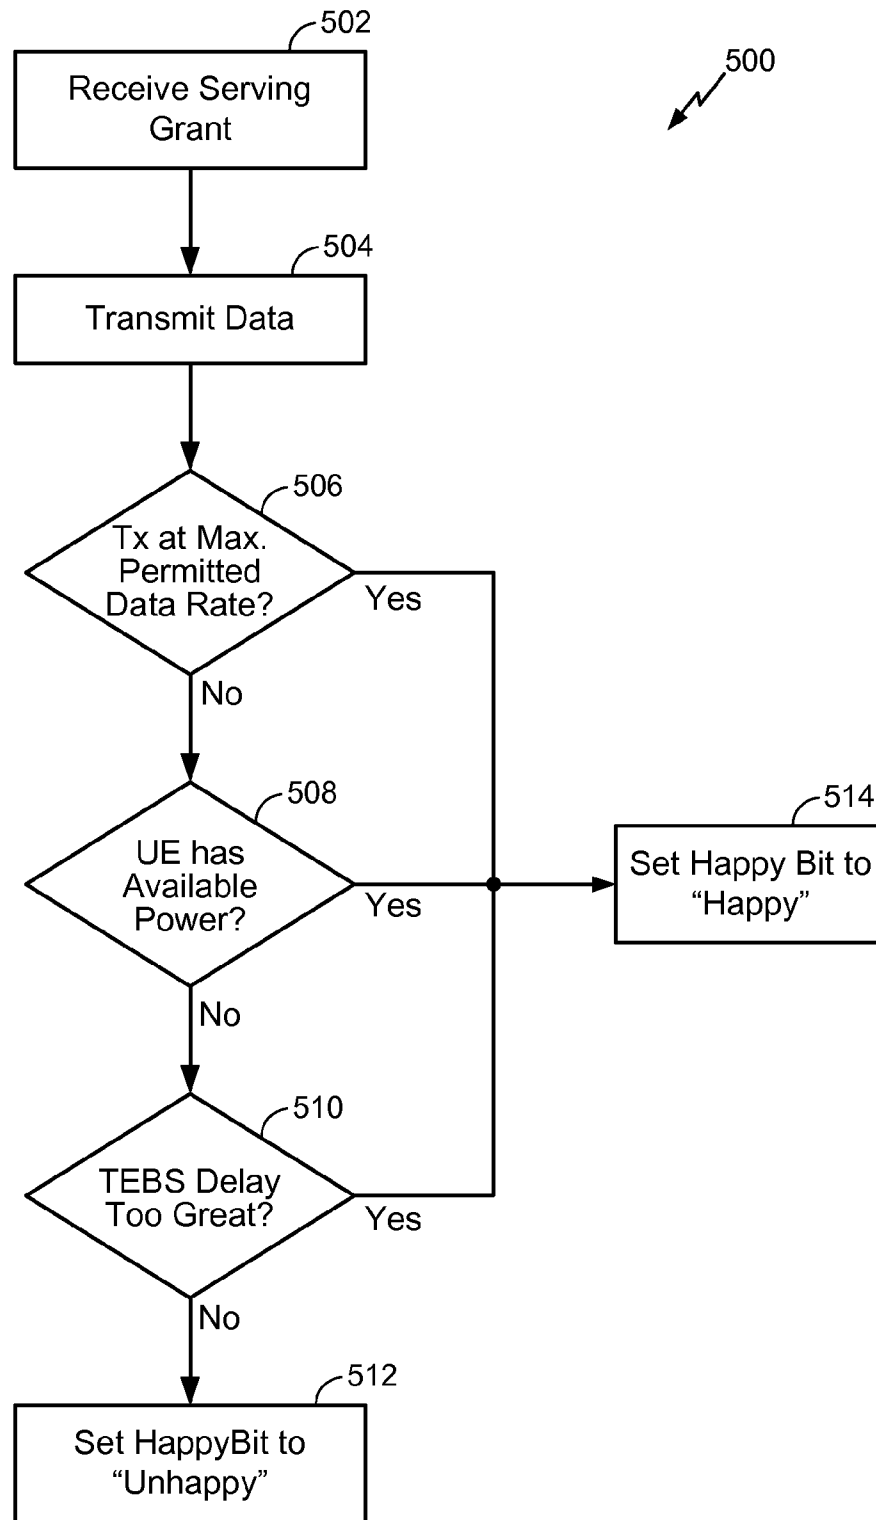 502
Receive Serving
Grant
500
504
Transmit Data
506
Tx at Max.
Permitted
Data Rate?
Yes
No
508
UE has
Available
Power?
Yes
No
514
Set Happy Bit to
“Happy”
510
TEBS Delay
Too Great?
Yes
No
512
Set HappyBit to
“Unhappy”